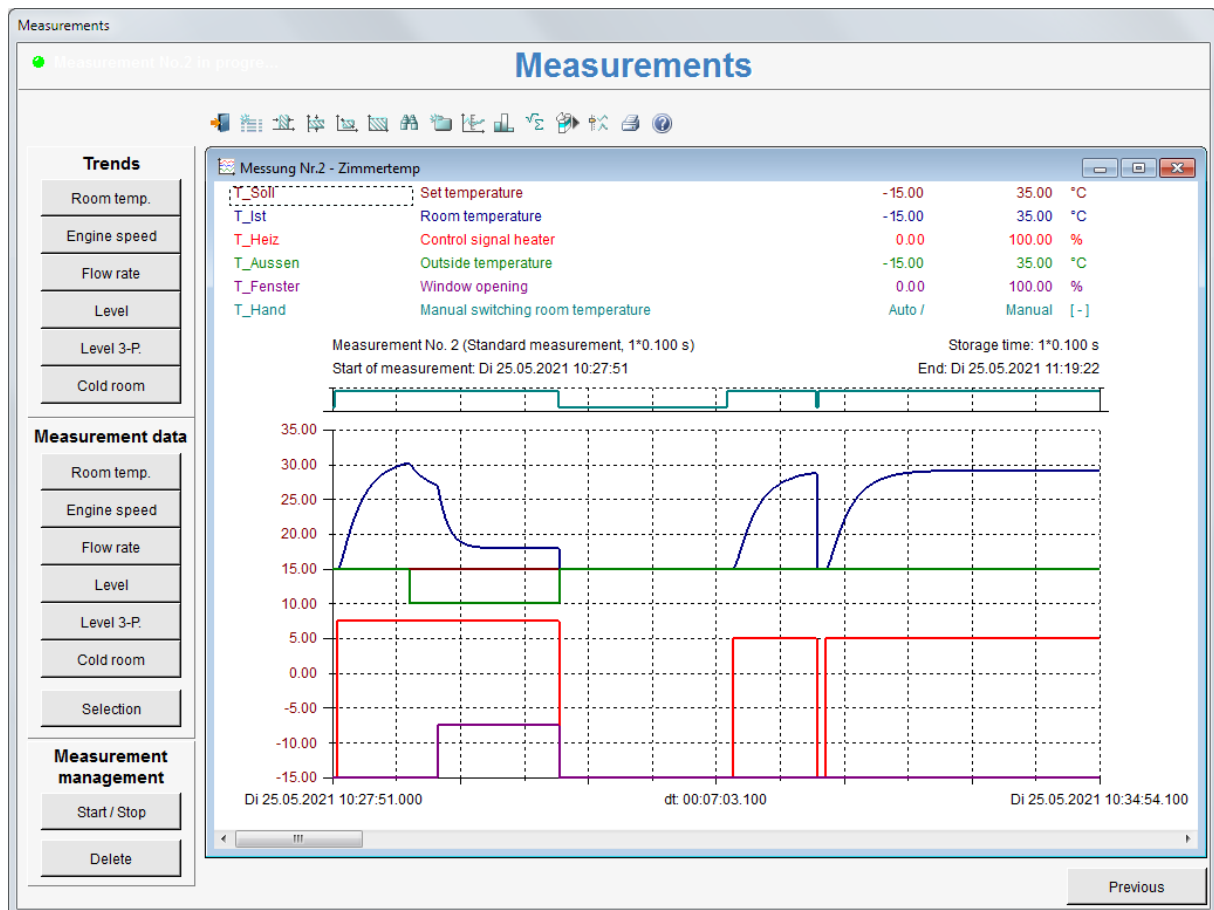 Measurements
Measurement No.2 In progre...
Measurements
Trends
Room temp.
Engine speed
Flow rate
Level
Level 3-P.
Cold room
Measurement data
Room temp.
Engine speed
Flow rate
Level
Level 3-P.
Cold room
Selection
Measurement
management
Start / Stop
Delete
Messung Nr.2 - Zimmertemp
T_Soll Set temperature -15.00 35.00 °C
T_Ist Room temperature -15.00 35.00 °C
T_Heiz Control signal heater 0.00 100.00 %
T_Aussen Outside temperature -15.00 35.00 °C
T_Fenster Window opening 0.00 100.00 %
T_Hand Manual switching room temperature Auto / Manual [-]
Measurement No. 2 (Standard measurement, 1*0.100 s) Storage time: 1*0.100 s
Start of measurement: Di 25.05.2021 10:27:51 End: Di 25.05.2021 11:19:22
35.00
30.00
25.00
20.00
15.00
10.00
5.00
0.00
-5.00
-10.00
-15.00
Di 25.05.2021 10:27:51.000 dt: 00:07:03.100 Di 25.05.2021 10:34:54.100
Previous